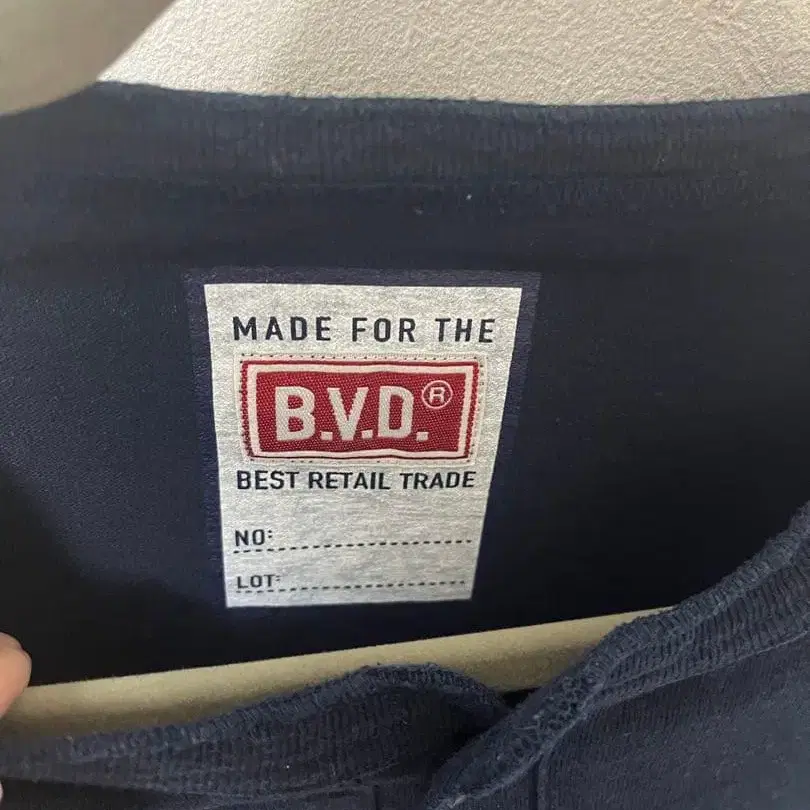 MADE FOR THE
B.V.D.®
BEST RETAIL TRADE
NO:
LOT: